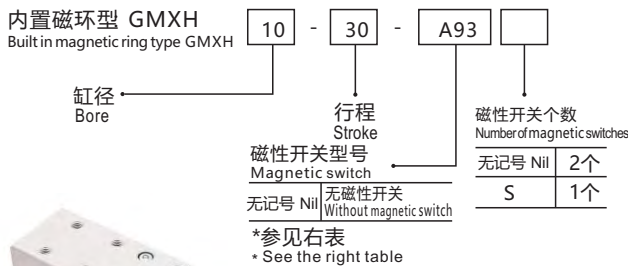 内置磁环型 GMXH
Built in magnetic ring type GMXH
10 - 30 - A93
缸径
Bore
行程
Stroke
磁性开关型号
Magnetic switch
无记号 Nil 无磁性开关
Without magnetic switch
*参见右表
* See the right table
磁性开关个数
Number of magnetic switches
无记号 Nil 2个
S 1个